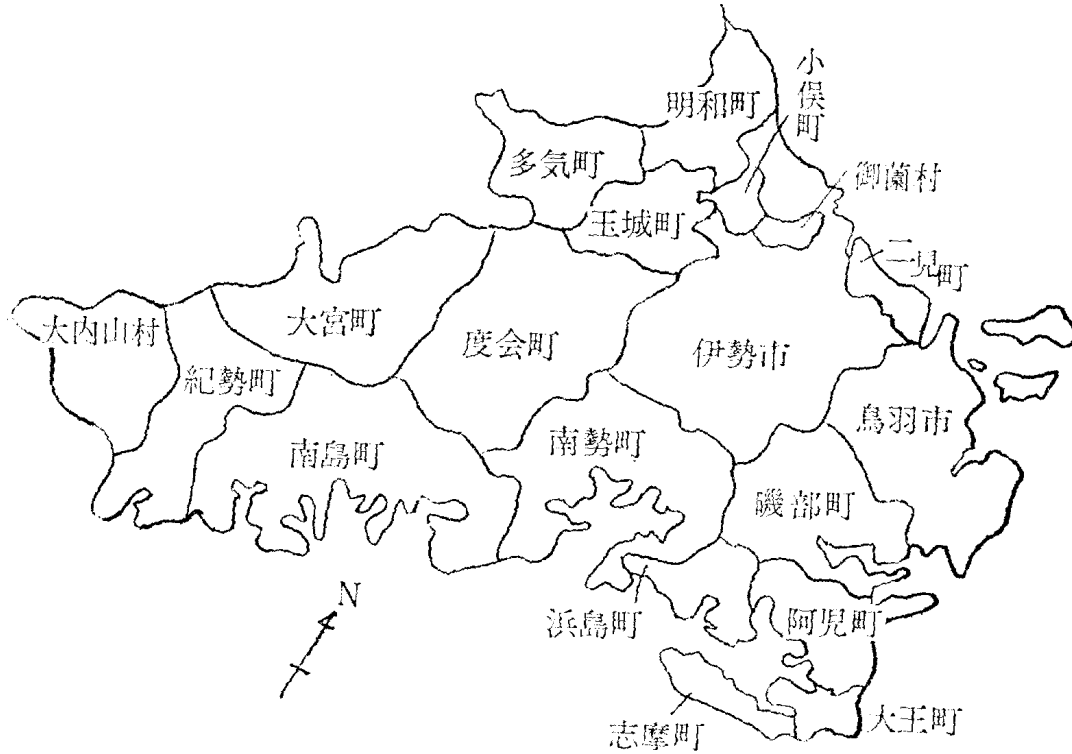 明和町
小俣町
多気町
御薗村
玉城町
二見町
大内山村
大宮町
度会町
伊勢市
紀勢町
鳥羽市
南島町
南勢町
磯部町
N
浜島町
阿児町
志摩町
大王町